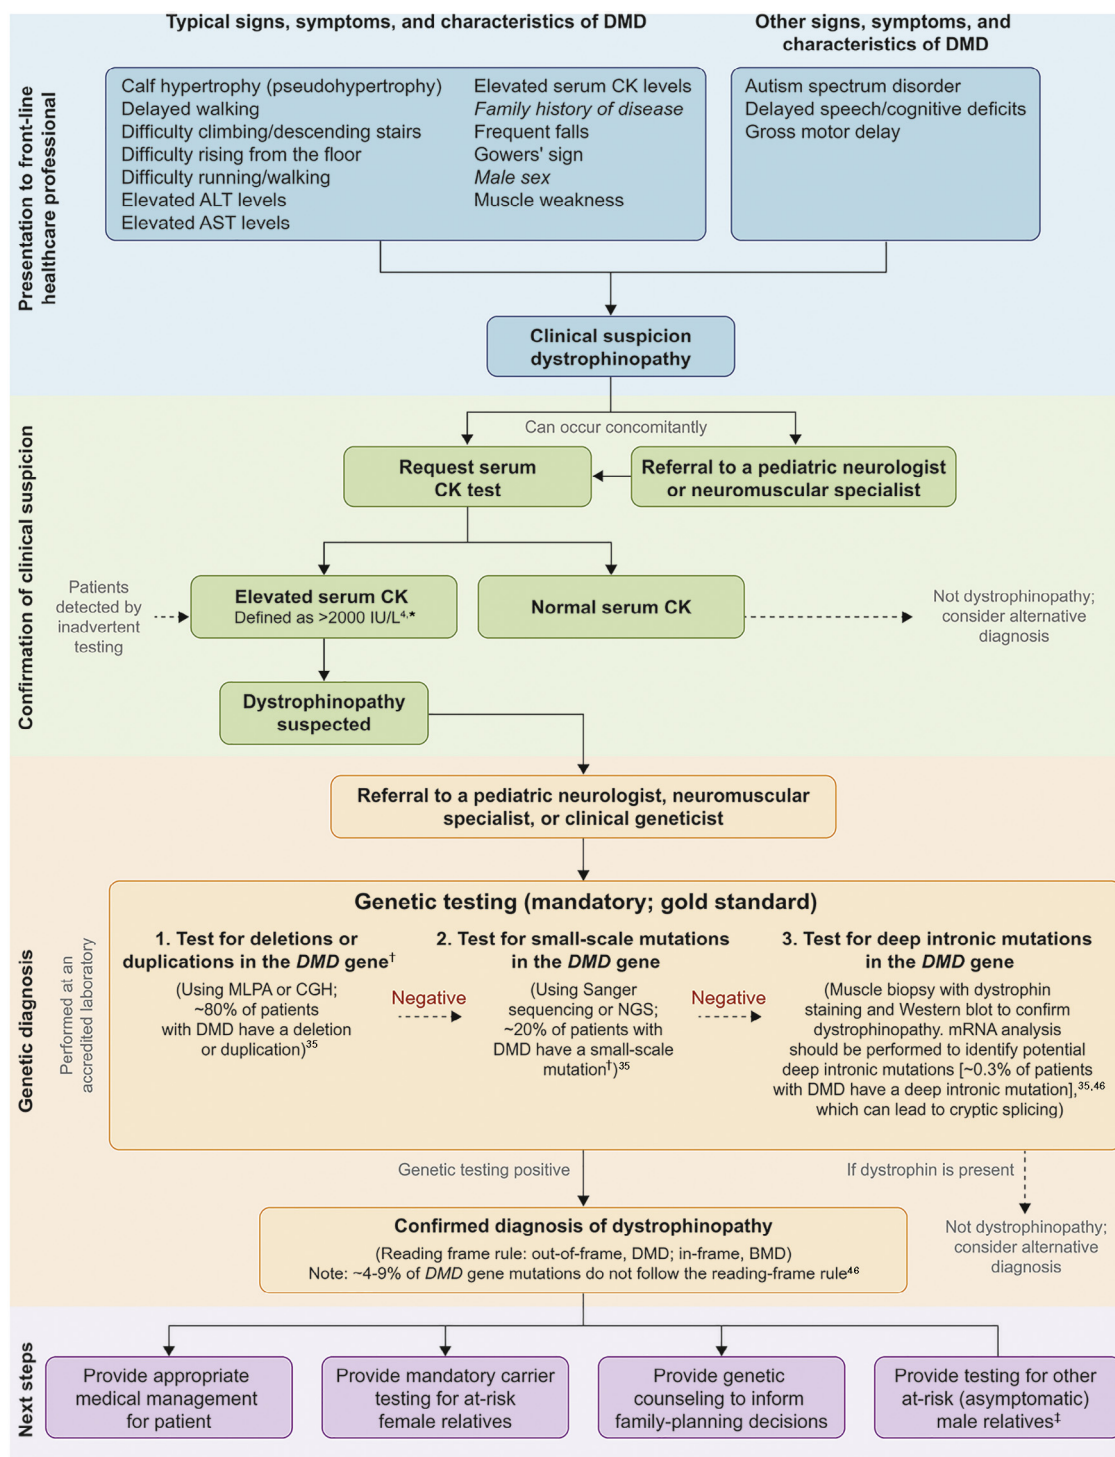 Typical signs, symptoms, and characteristics of DMD
Other signs, symptoms, and
characteristics of DMD
Presentation to front-line
healthcare professional
Calf hypertrophy (pseudohypertrophy)
Delayed walking
Difficulty climbing/descending stairs
Difficulty rising from the floor
Difficulty running/walking
Elevated ALT levels
Elevated AST levels
Elevated serum CK levels
Family history of disease
Frequent falls
Gowers' sign
Male sex
Muscle weakness
Autism spectrum disorder
Delayed speech/cognitive deficits
Gross motor delay
Clinical suspicion
dystrophinopathy
Confirmation of clinical suspicion
Can occur concomitantly
Request serum
CK test
Referral to a pediatric neurologist
or neuromuscular specialist
Patients
detected by
inadvertent
testing
Elevated serum CK
Defined as >2000 IU/L⁴,*
Normal serum CK
Not dystrophinopathy;
consider alternative
diagnosis
Dystrophinopathy
suspected
Genetic diagnosis
Referral to a pediatric neurologist, neuromuscular
specialist, or clinical geneticist
Performed at an
accredited laboratory
Genetic testing (mandatory; gold standard)
1. Test for deletions or
duplications in the DMD gene†
(Using MLPA or CGH;
~80% of patients
with DMD have a deletion
or duplication)³⁵
Negative
2. Test for small-scale mutations
in the DMD gene
(Using Sanger
sequencing or NGS;
~20% of patients with
DMD have a small-scale
mutation†)³⁵
Negative
3. Test for deep intronic mutations
in the DMD gene
(Muscle biopsy with dystrophin
staining and Western blot to confirm
dystrophinopathy. mRNA analysis
should be performed to identify potential
deep intronic mutations [~0.3% of patients
with DMD have a deep intronic mutation],³⁵,⁴⁶
which can lead to cryptic splicing)
Genetic testing positive
If dystrophin is present
Confirmed diagnosis of dystrophinopathy
(Reading frame rule: out-of-frame, DMD; in-frame, BMD)
Note: ~4-9% of DMD gene mutations do not follow the reading-frame rule⁴⁶
Not dystrophinopathy;
consider alternative
diagnosis
Next steps
Provide appropriate
medical management
for patient
Provide mandatory carrier
testing for at-risk
female relatives
Provide genetic
counseling to inform
family-planning decisions
Provide testing for other
at-risk (asymptomatic)
male relatives‡